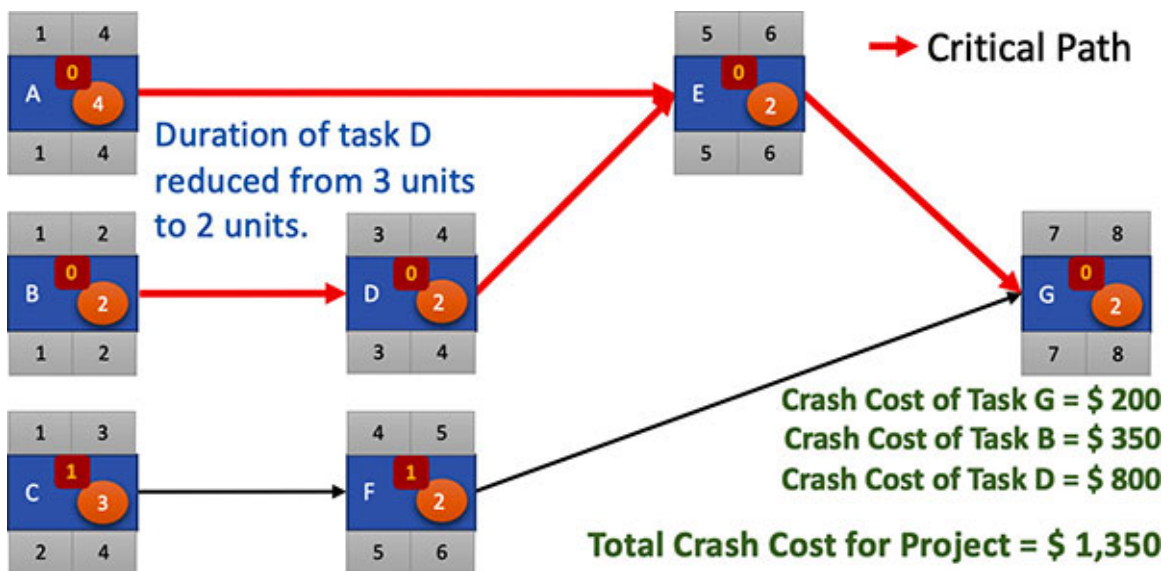 1 4
0
A 4
1 4
5 6
0
E 2
5 6
Critical Path
Duration of task D
reduced from 3 units
to 2 units.
1 2
0
B 2
1 2
3 4
0
D 2
3 4
7 8
0
G 2
7 8
1 3
1
C 3
2 4
4 5
1
F 2
5 6
Crash Cost of Task G = $ 200
Crash Cost of Task B = $ 350
Crash Cost of Task D = $ 800
Total Crash Cost for Project = $ 1,350